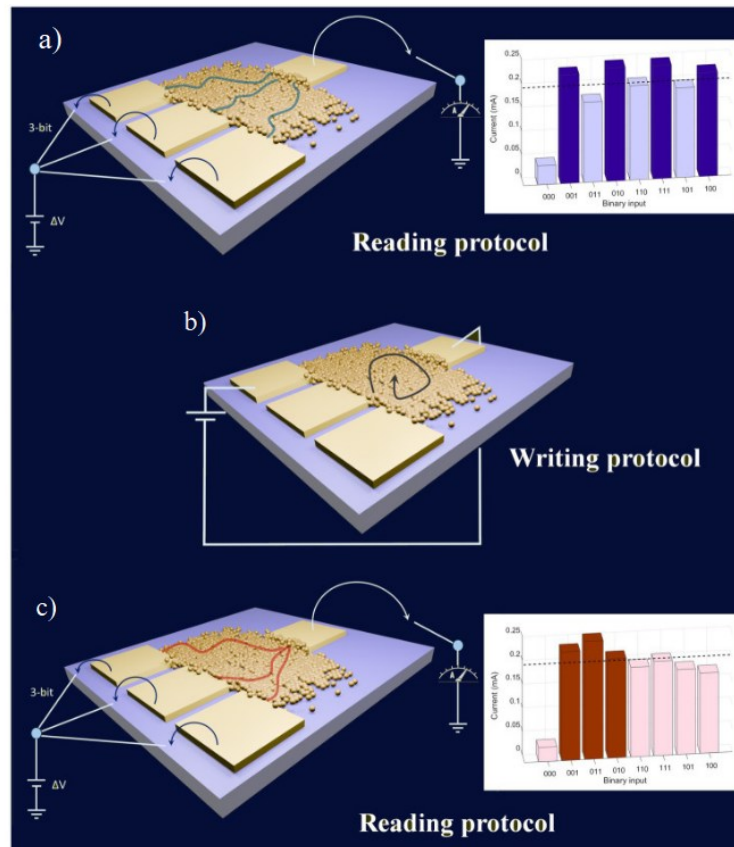 a)
3-bit
ΔV
A
Reading protocol
Current (mA)
0.25
0.2
0.15
0.1
0.05
0
000 001 011 010 110 111 101 100
Binary input
b)
Writing protocol
c)
3-bit
ΔV
A
Reading protocol
Current (mA)
0.25
0.2
0.15
0.1
0.05
0
000 001 011 010 110 111 101 100
Binary input